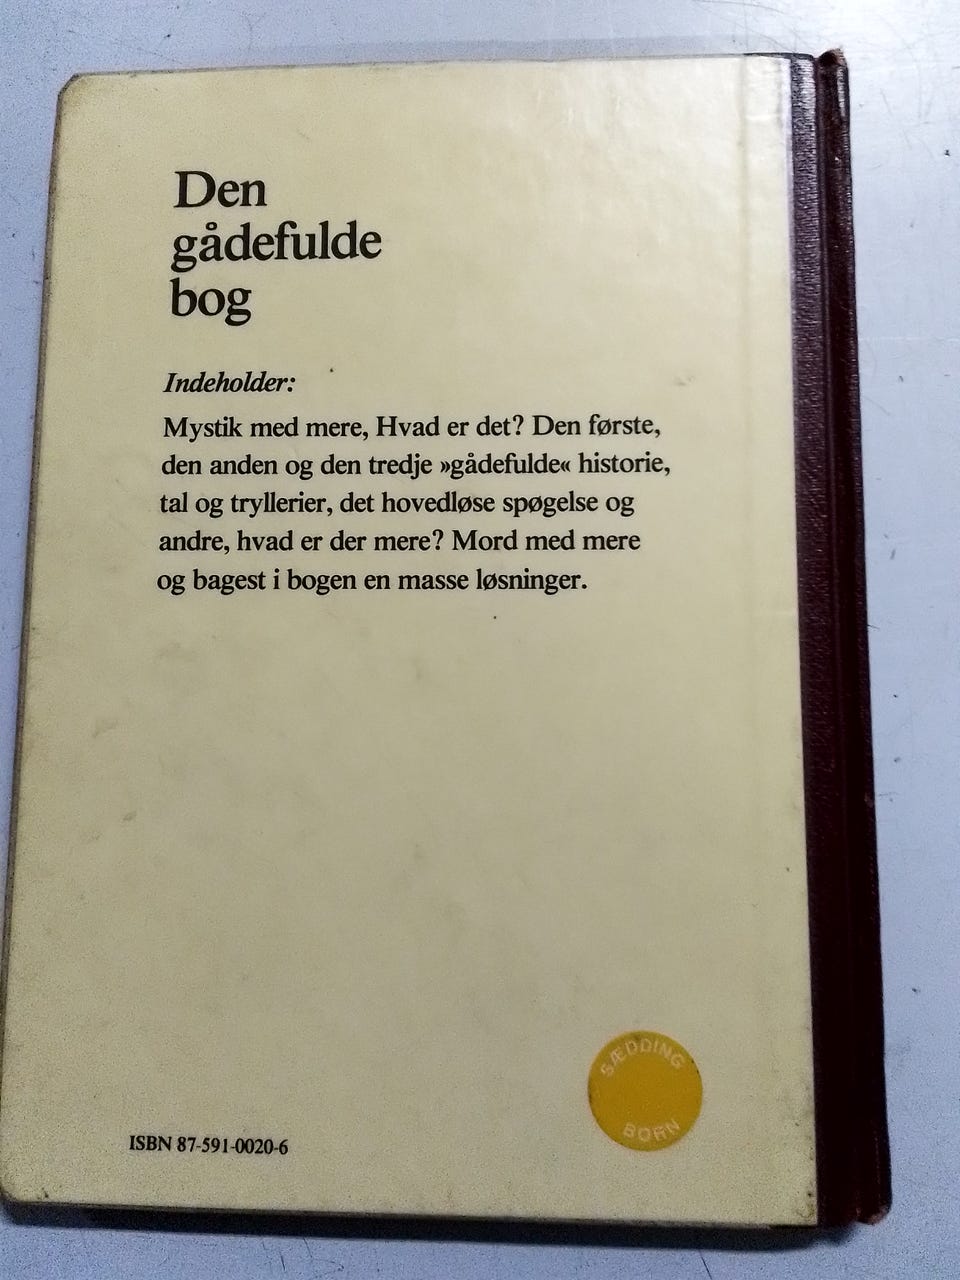 Den
gådefulde
bog
Indeholder:
Mystik med mere, Hvad er det? Den første,
den anden og den tredje »gådefulde« historie,
tal og tryllerier, det hovedløse spøgelse og
andre, hvad er der mere? Mord med mere
og bagest i bogen en masse løsninger.
SÆDDING
BØRN
ISBN 87-591-0020-6